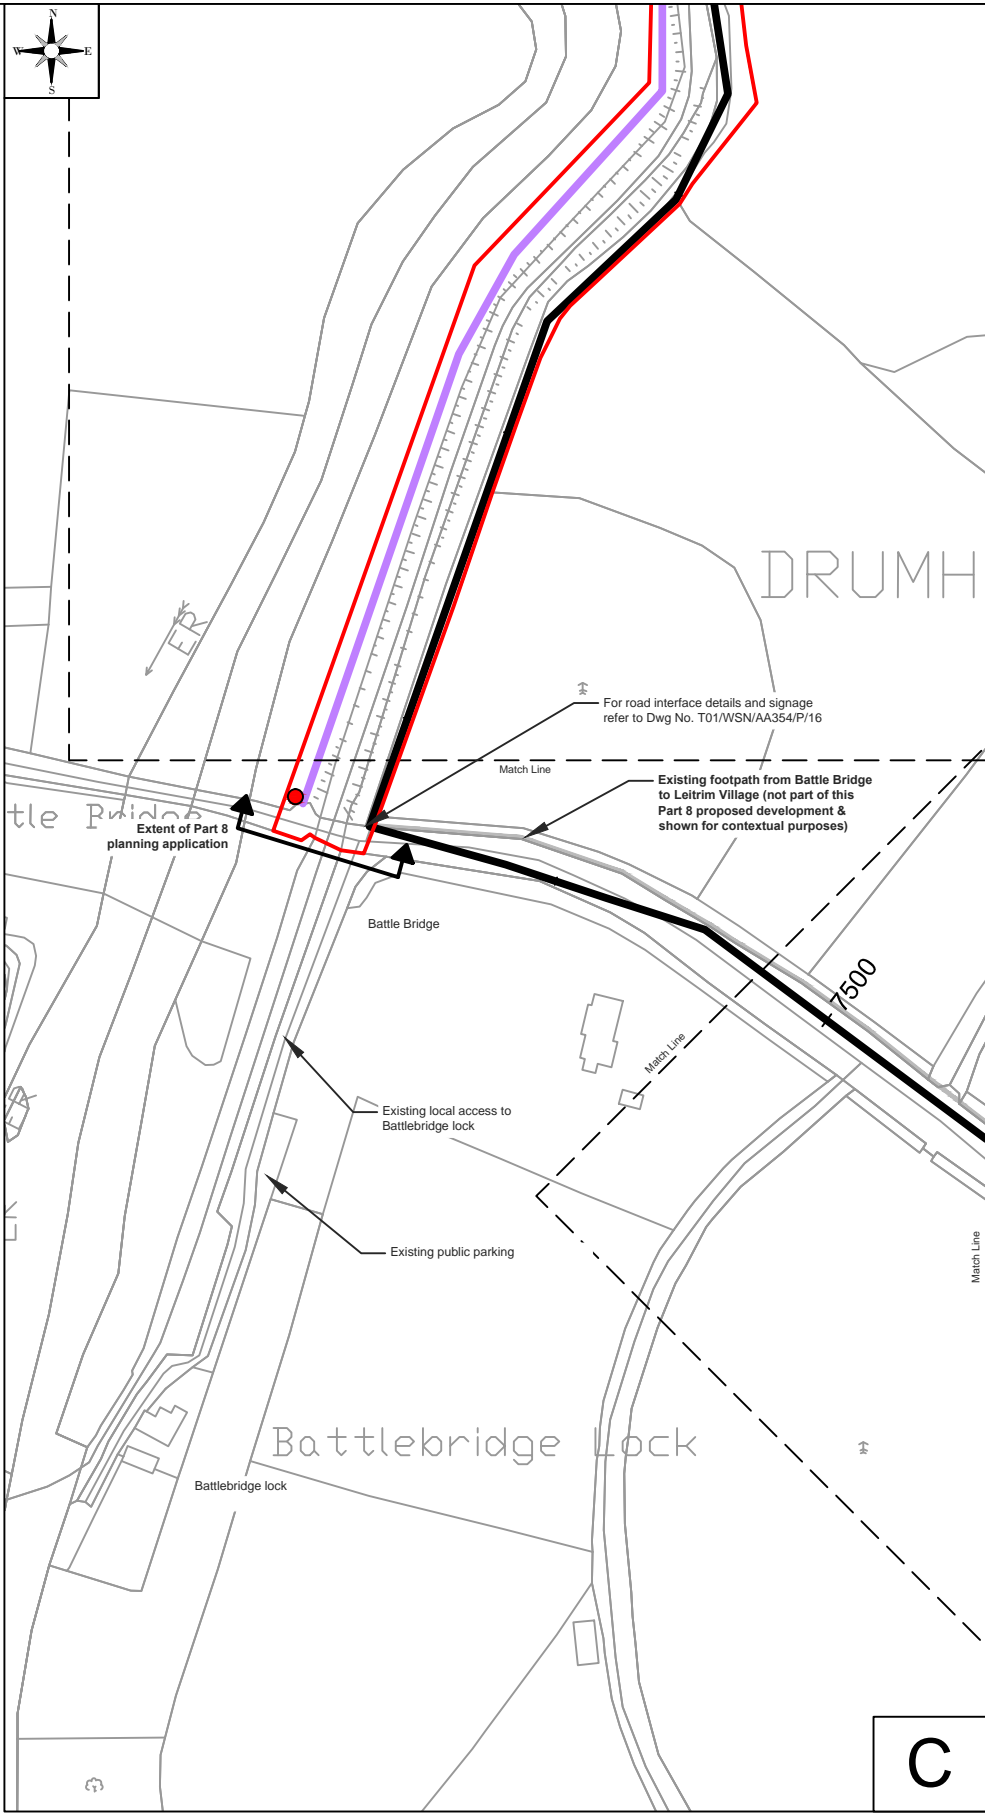 N
W E
S
DRUMH
ER
For road interface details and signage
refer to Dwg No. T01/WSN/AA354/P/16
Match Line
Existing footpath from Battle Bridge
to Leitrim Village (not part of this
Part 8 proposed development &
shown for contextual purposes)
tle Bridge
Extent of Part 8
planning application
Battle Bridge
7500
Match Line
Existing local access to
Battlebridge lock
Existing public parking
Match Line
Battlebridge Lock
Battlebridge lock
C